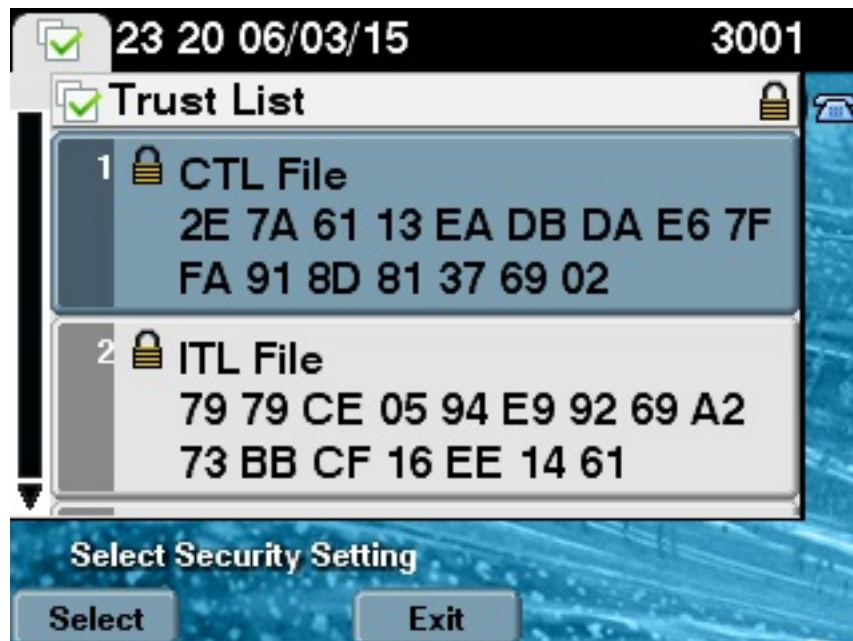 23 20 06/03/15 3001
Trust List
1 CTL File
2E 7A 61 13 EA DB DA E6 7F
FA 91 8D 81 37 69 02
2 ITL File
79 79 CE 05 94 E9 92 69 A2
73 BB CF 16 EE 14 61
Select Security Setting
Select Exit